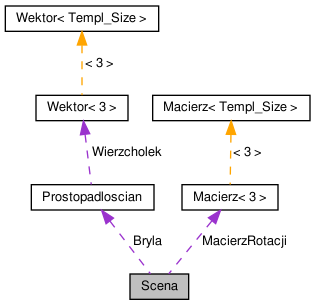 Wektor< Templ_Size >
< 3 >
Wektor< 3 >
Macierz< Templ_Size >
Wierzcholek
< 3 >
Prostopadloscian
Macierz< 3 >
Bryla
MacierzRotacji
Scena